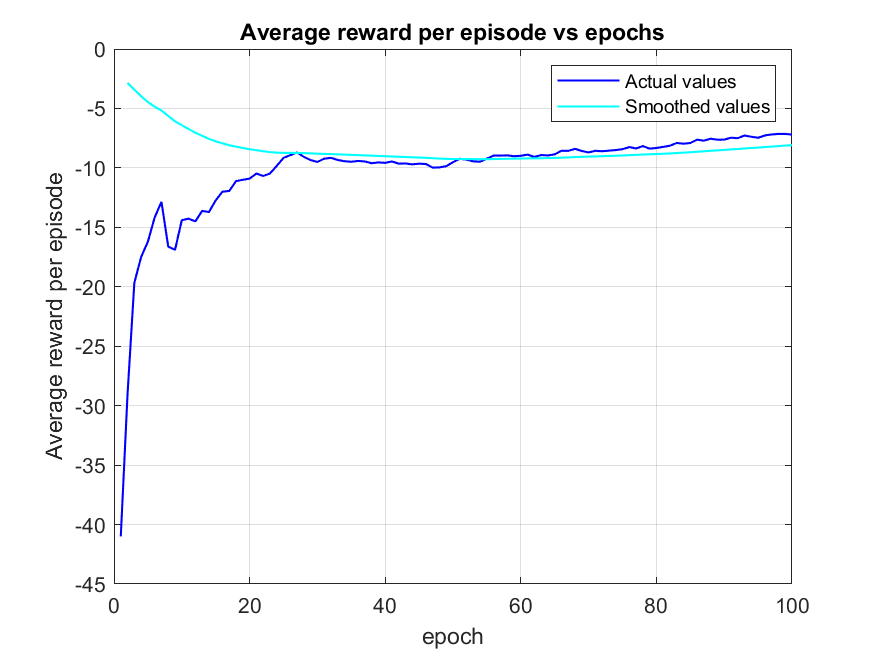 Average reward per episode vs epochs
Actual values
Smoothed values
0
-5
-10
-15
-20
-25
-30
-35
-40
-45
Average reward per episode
0 20 40 60 80 100
epoch